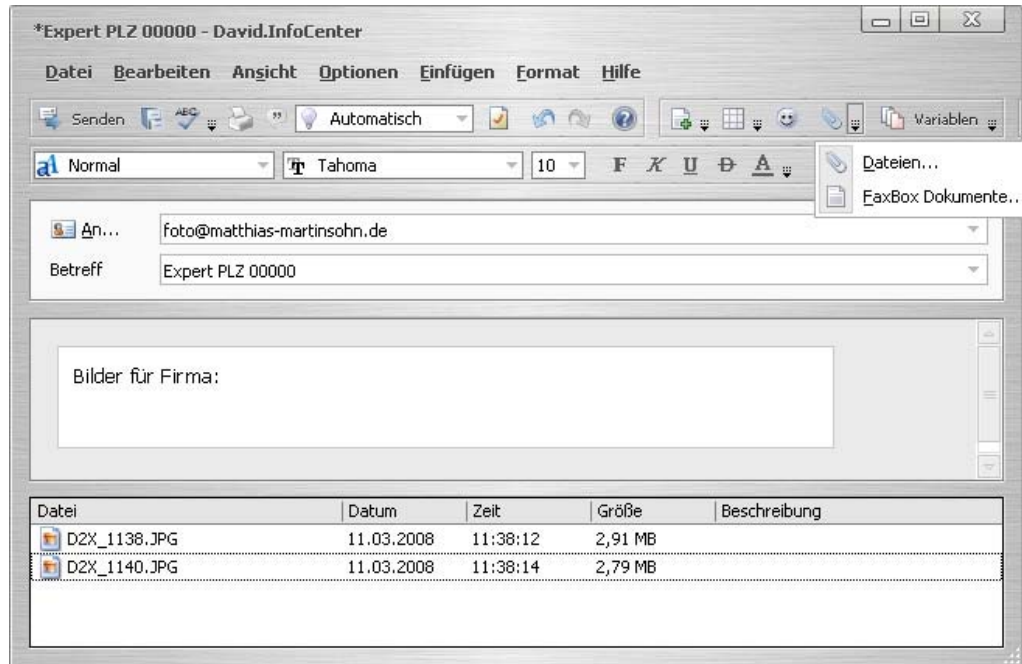 *Expert PLZ 00000 - David.InfoCenter
Datei Bearbeiten Ansicht Optionen Einfügen Format Hilfe
Senden ABC Automatisch Variablen
a1 Normal Tr Tahoma 10 F K U D A
Dateien...
FaxBox Dokumente..
An... foto@matthias-martinsohn.de
Betreff Expert PLZ 00000
Bilder für Firma:
Datei Datum Zeit Größe Beschreibung
D2X_1138.JPG 11.03.2008 11:38:12 2,91 MB
D2X_1140.JPG 11.03.2008 11:38:14 2,79 MB